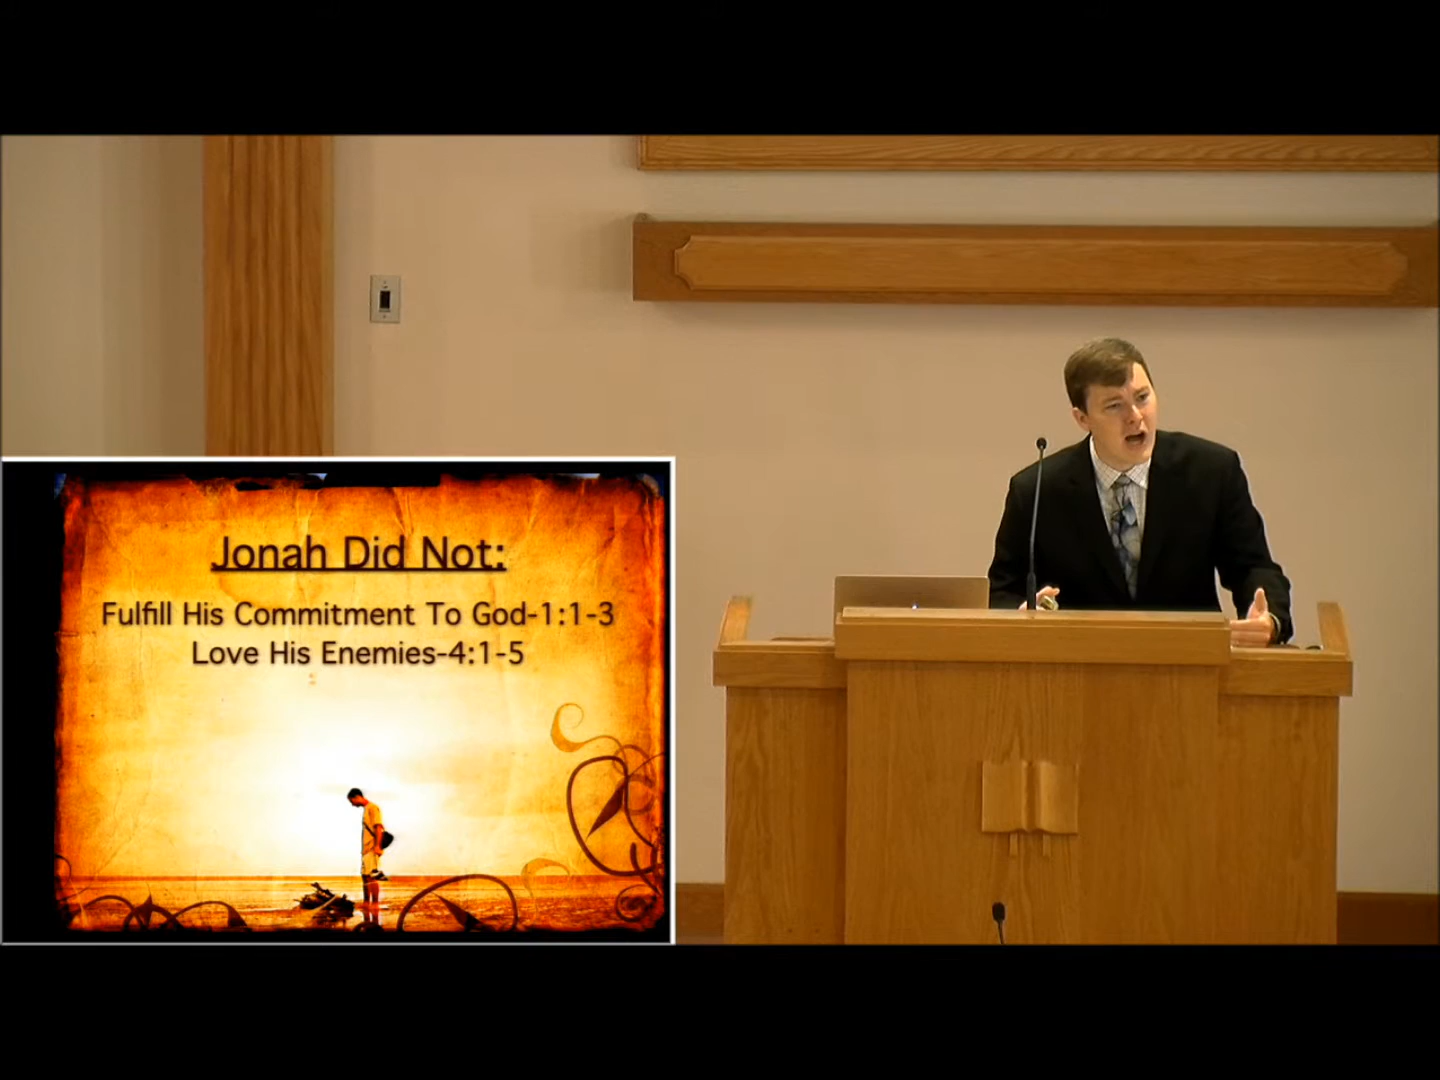 Jonah Did Not:
Fulfill His Commitment To God-1:1-3
Love His Enemies-4:1-5